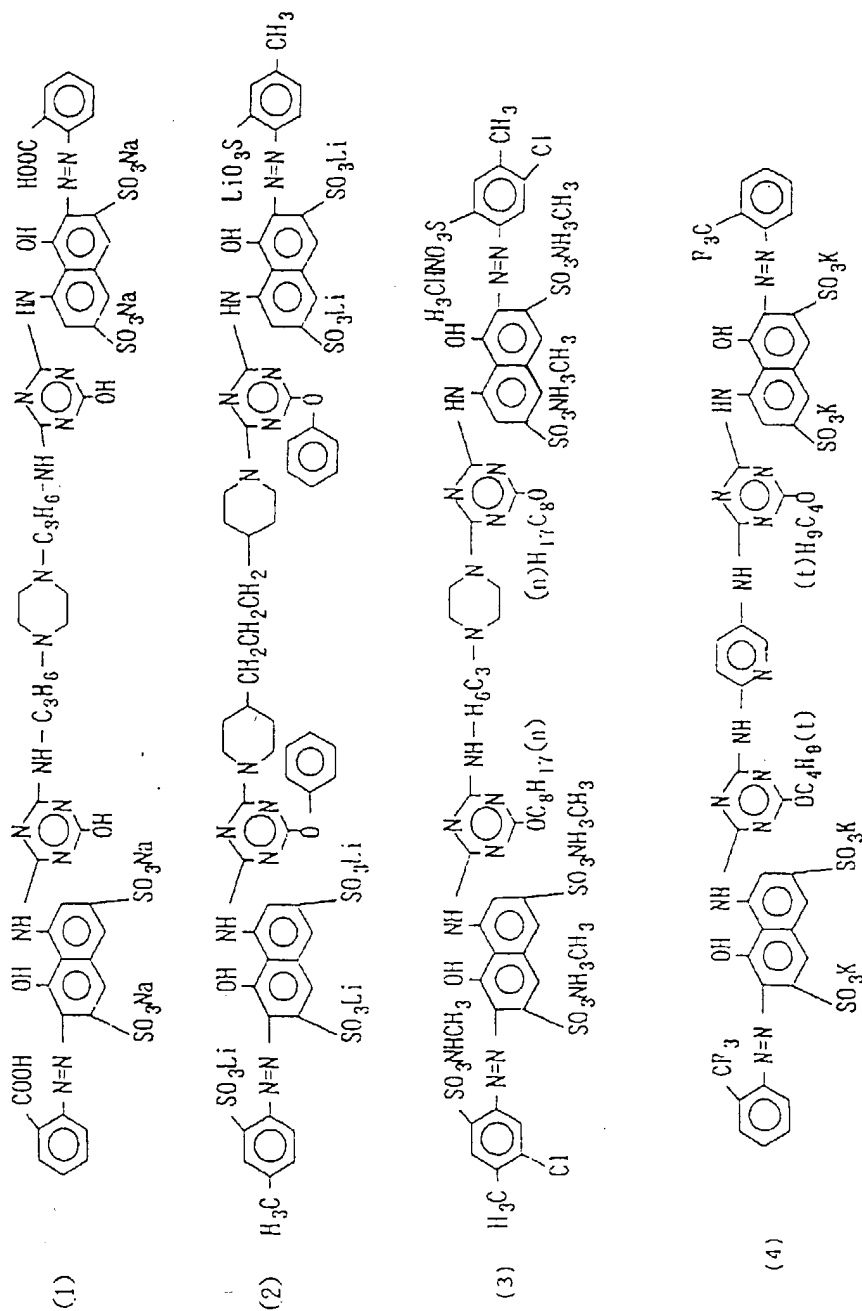 (1)
COOH OH NH N NH-C3H6-N N-C3H6-NH N HN OH HOOC
N=N N N N N N=N
SO3Na SO3Na OH OH SO3Na SO3Na
(2)
SO3Li OH NH N N CH2CH2CH2 N N HN OH LiO3S
H3C N=N N N N N N=N CH3
SO3Li SO3Li O O SO3Li SO3Li
(3)
SO3NHCH3 OH NH N NH-H6C3-N N N HN OH H3CHNO3S
H3C N=N N N N N N=N CH3
Cl SO3NH3CH3 SO3NH3CH3 OC8H17(n) (n)H17C8O SO3NH3CH3 SO3NH3CH3 Cl
(4)
CF3 OH NH N NH N NH N HN OH F3C
N=N N N N N N=N
SO3K SO3K OC4H8(t) (t)H9C4O SO3K SO3K